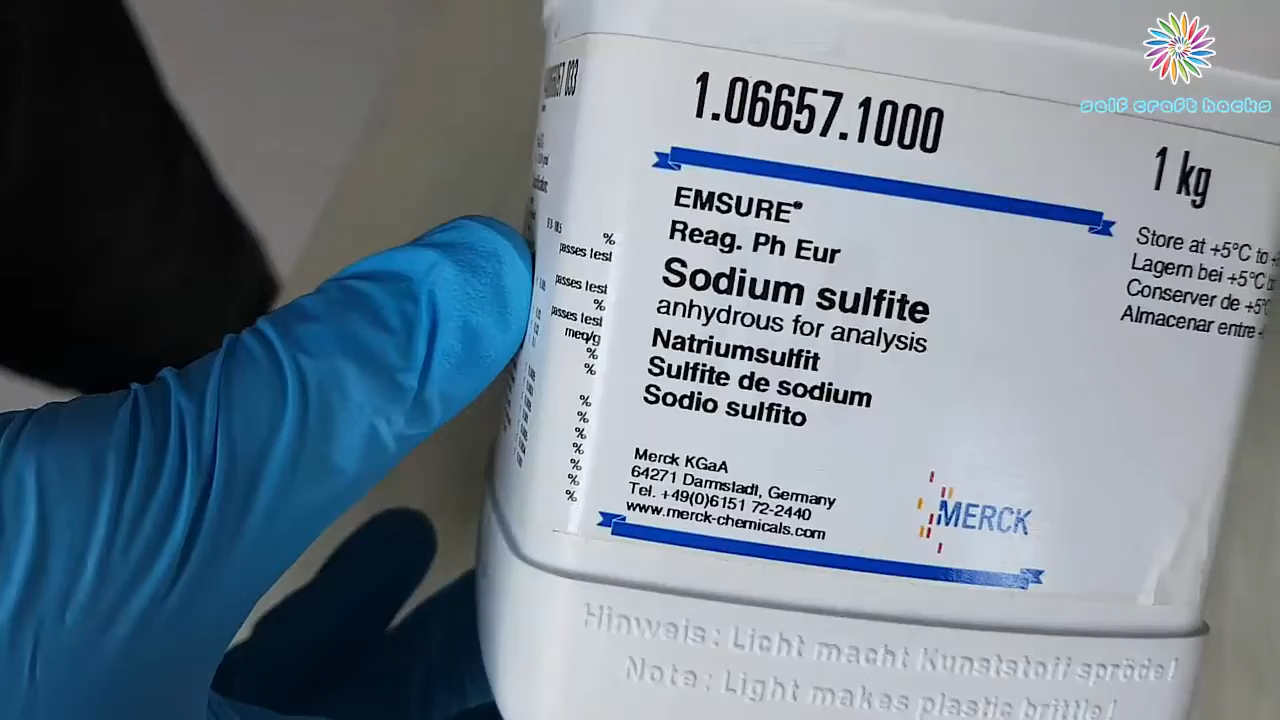 self craft hacks
1.06657.1000
1 kg
EMSURE®
Reag. Ph Eur
Sodium sulfite
anhydrous for analysis
Natriumsulfit
Sulfite de sodium
Sodio sulfito
Store at +5°C to
Lagern bei +5°C
Conserver de +5°
Almacenar entre
Merck KGaA
64271 Darmstadt, Germany
Tel. +49(0)6151 72-2440
www.merck-chemicals.com
MERCK
%
passes test
passes test
%
passes test
meq/g
%
%
%
%
%
%
%
%
%
Hinweis: Licht macht Kunststoff spröde!
Note: Light makes plastic brittle!